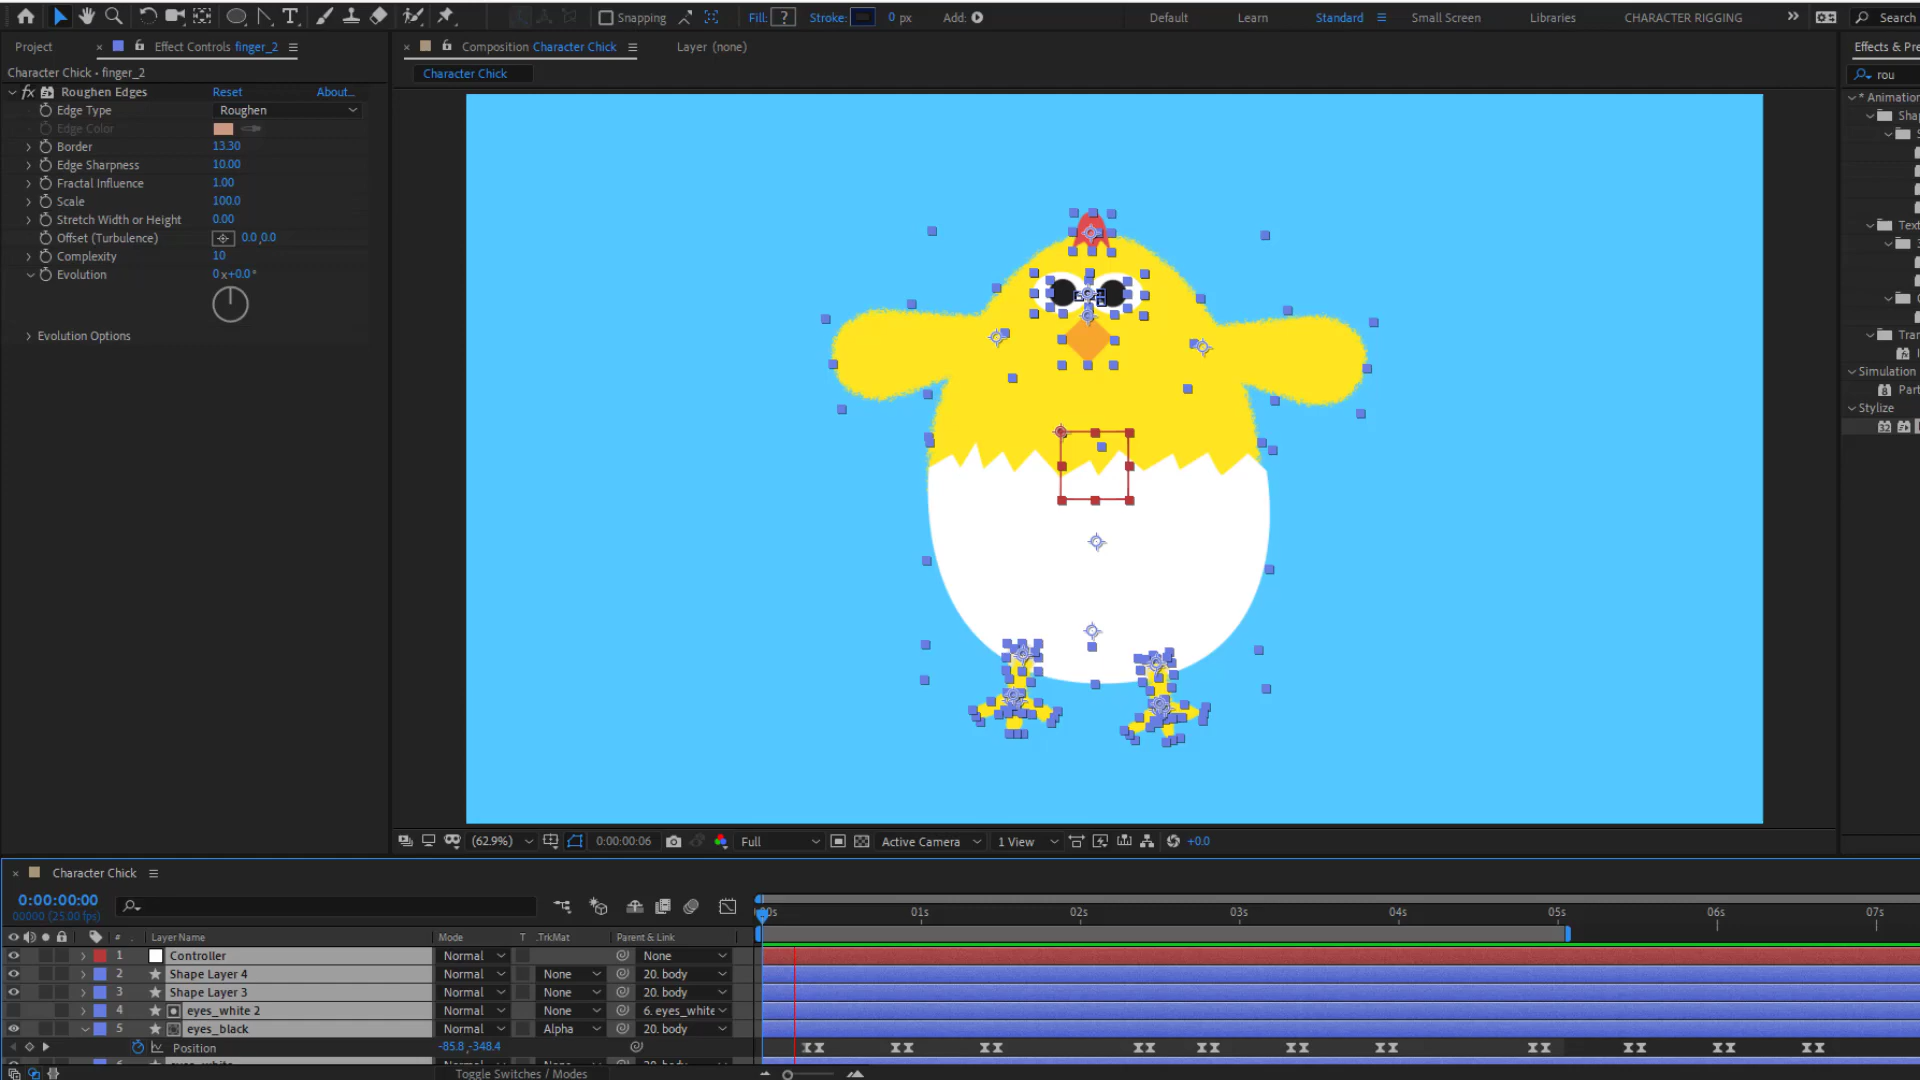 Snapping Fill: ? Stroke: 0 px Add: Default Learn Standard Small Screen Libraries CHARACTER RIGGING Search
Project Effect Controls finger_2 Composition Character Chick Layer (none) Effects & Pre
Character Chick • finger_2 Character Chick rou
fx Roughen Edges Reset About...
Edge Type Roughen
Edge Color
Border 13.30
Edge Sharpness 10.00
Fractal Influence 1.00
Scale 100.0
Stretch Width or Height 0.00
Offset (Turbulence) 0.0,0.0
Complexity 10
Evolution 0x+0.0°
Evolution Options
* Animation
Shap
Text
Tran
Simulation
Part
Stylize
32
(62.9%) 0:00:00:06 Full Active Camera 1 View +0.0
Character Chick
0:00:00:00
00000 (25.00 fps)
00s 01s 02s 03s 04s 05s 06s 07s
# Layer Name Mode T .TrkMat Parent & Link
1 Controller Normal None
2 Shape Layer 4 Normal None 20. body
3 Shape Layer 3 Normal None 20. body
4 eyes_white 2 Normal None 6. eyes_white
5 eyes_black Normal Alpha 20. body
Position -85.8,-348.4
Toggle Switches / Modes